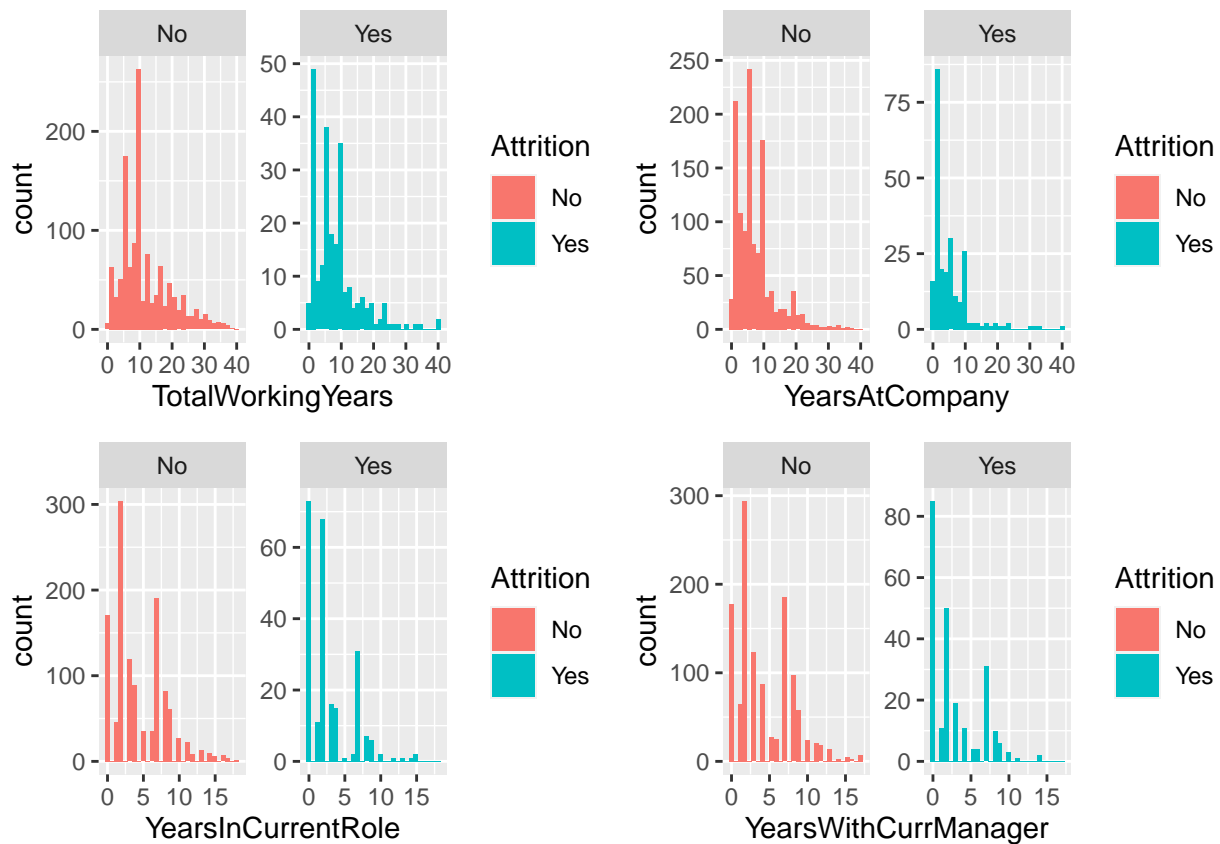 No Yes
count
0 100 200
0 10 20 30 40 50
0 10 20 30 40 0 10 20 30 40
TotalWorkingYears
Attrition
No
Yes
No Yes
count
0 50 100 150 200 250
0 25 50 75
0 10 20 30 40 0 10 20 30 40
YearsAtCompany
Attrition
No
Yes
No Yes
count
0 100 200 300
0 20 40 60
0 5 10 15 0 5 10 15
YearsInCurrentRole
Attrition
No
Yes
No Yes
count
0 100 200 300
0 20 40 60 80
0 5 10 15 0 5 10 15
YearsWithCurrManager
Attrition
No
Yes